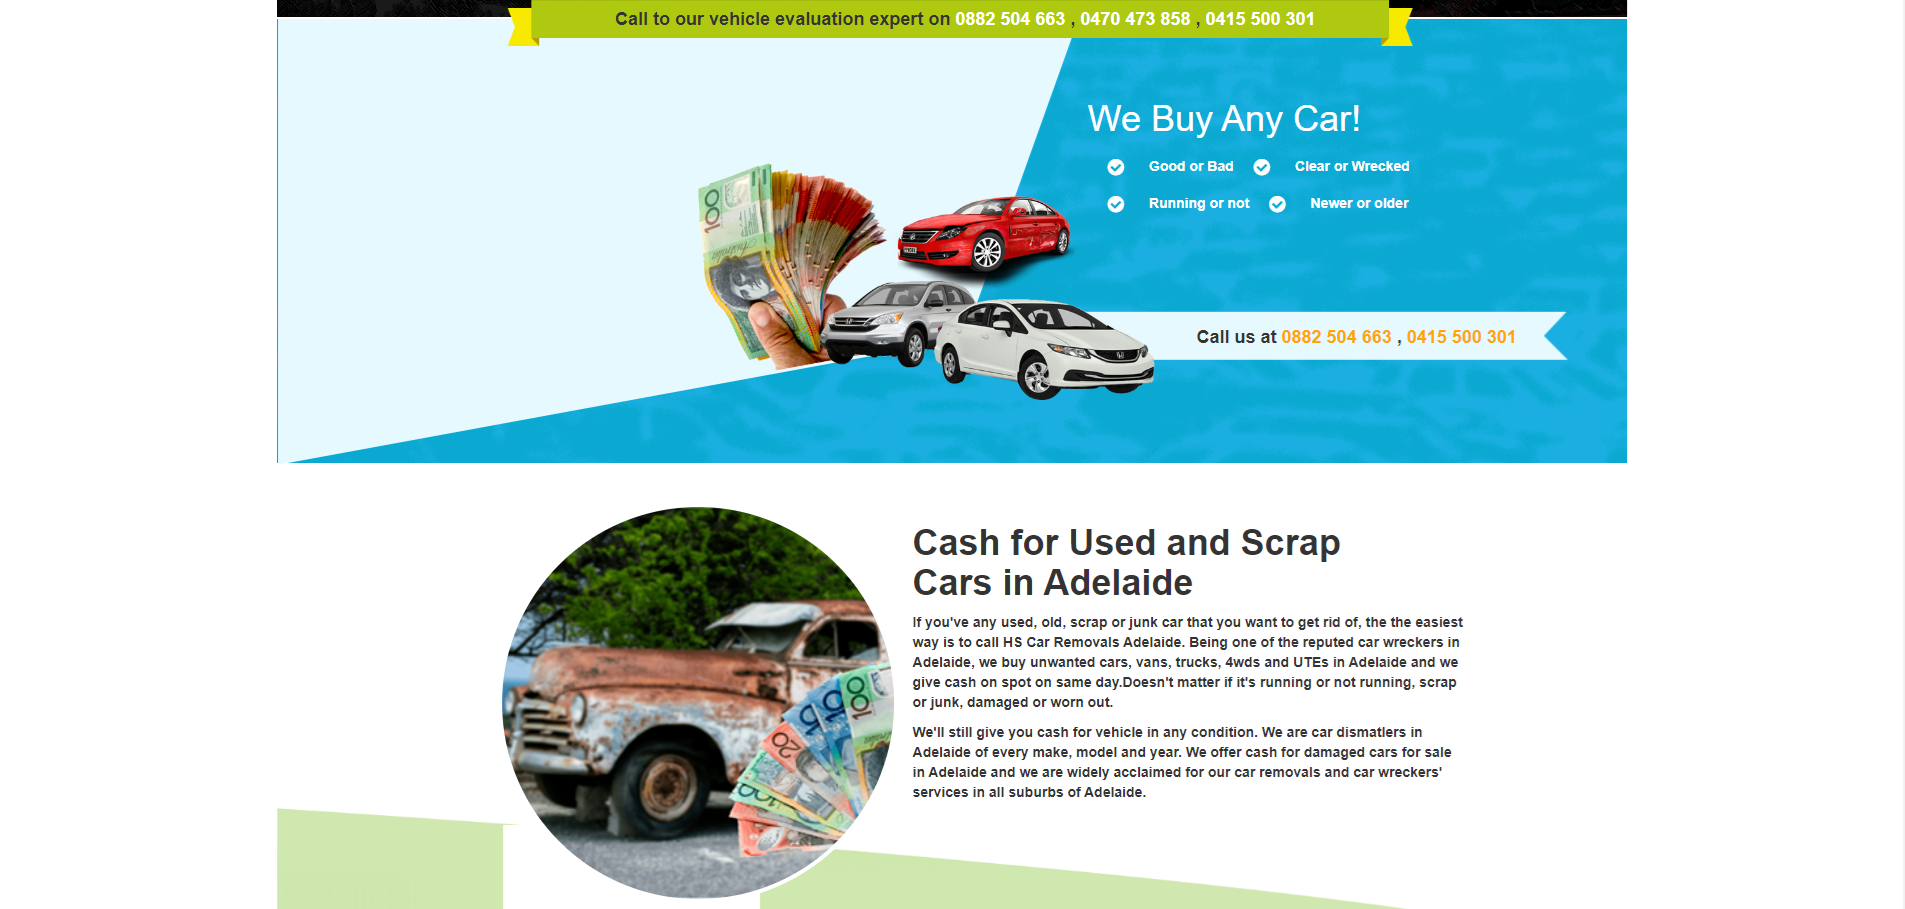 Call to our vehicle evaluation expert on 0882 504 663 , 0470 473 858 , 0415 500 301
We Buy Any Car!
Good or Bad
Clear or Wrecked
Running or not
Newer or older
100
Call us at 0882 504 663 , 0415 500 301
Cash for Used and Scrap
Cars in Adelaide
If you've any used, old, scrap or junk car that you want to get rid of, the the easiest
way is to call HS Car Removals Adelaide. Being one of the reputed car wreckers in
Adelaide, we buy unwanted cars, vans, trucks, 4wds and UTEs in Adelaide and we
give cash on spot on same day.Doesn't matter if it's running or not running, scrap
or junk, damaged or worn out.
We'll still give you cash for vehicle in any condition. We are car dismatlers in
Adelaide of every make, model and year. We offer cash for damaged cars for sale
in Adelaide and we are widely acclaimed for our car removals and car wreckers'
services in all suburbs of Adelaide.
100
20